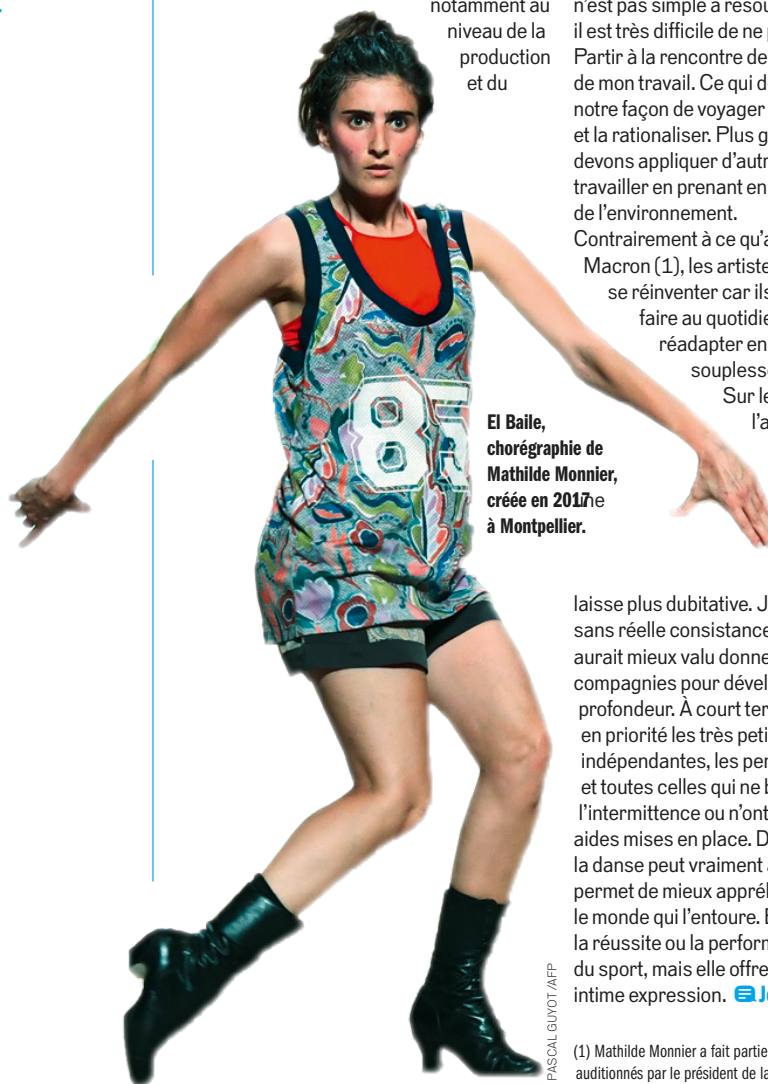 notamment au
niveau de la
production
et du
85
El Baile,
chorégraphie de
Mathilde Monnier,
créée en 2017
à Montpellier.
PASCAL GUYOT /AFP
n'est pas simple à résou
il est très difficile de ne p
Partir à la rencontre de
de mon travail. Ce qui d
notre façon de voyager
et la rationaliser. Plus g
devons appliquer d'autr
travailler en prenant en
de l'environnement.
Contrairement à ce qu'a
Macron (1), les artiste
se réinventer car ils
faire au quotidie
réadapter en
souplesse
Sur le
l'a
laisse plus dubitative. J
sans réelle consistance
aurait mieux valu donne
compagnies pour dével
profondeur. À court ter
en priorité les très peti
indépendantes, les per
et toutes celles qui ne b
l'intermittence ou n'ont
aides mises en place. D
la danse peut vraiment a
permet de mieux appréh
le monde qui l'entoure. E
la réussite ou la perform
du sport, mais elle offre
intime expression. J
(1) Mathilde Monnier a fait partie
auditionnés par le président de la